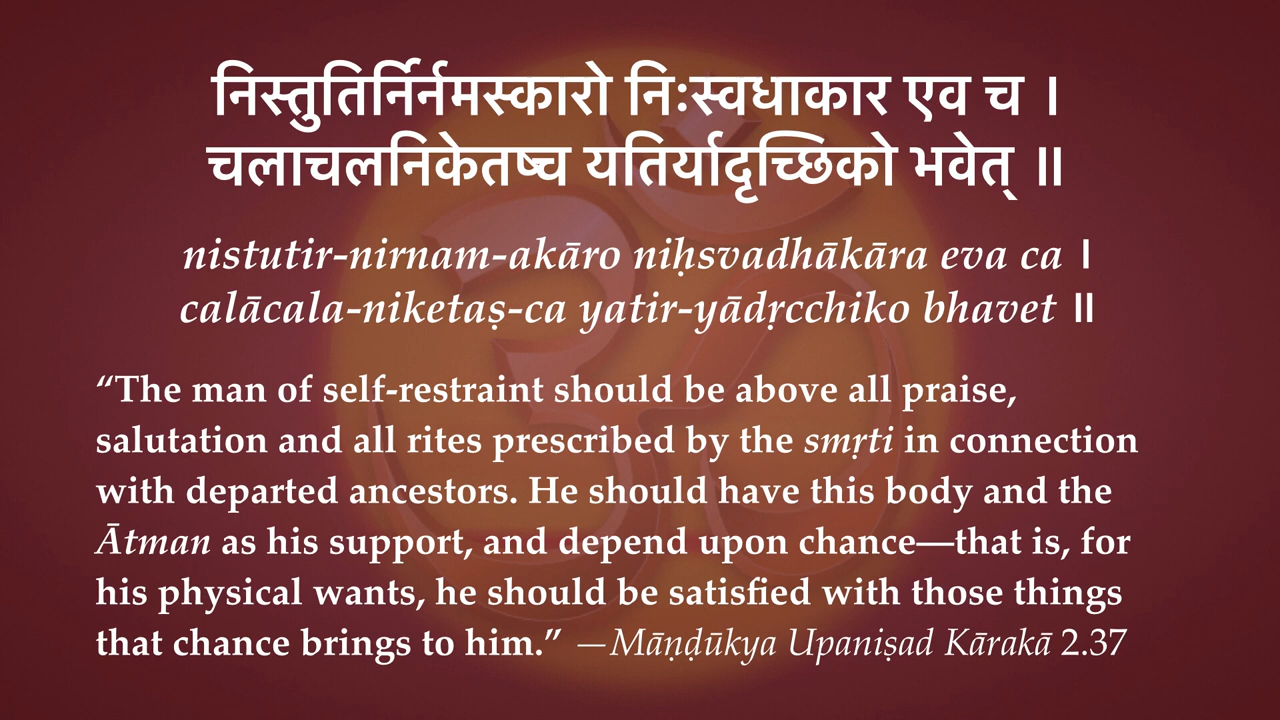 निस्तुतिर्निर्नमस्कारो निःस्वधाकार एव च ।
चलाचलनिकेतष्च यतिर्यादृच्छिको भवेत् ॥
nistutir-nirnam-akāro niḥsvadhākāra eva ca |
calācala-niketaṣ-ca yatir-yādṛcchiko bhavet ||
“The man of self-restraint should be above all praise,
salutation and all rites prescribed by the smṛti in connection
with departed ancestors. He should have this body and the
Ātman as his support, and depend upon chance—that is, for
his physical wants, he should be satisfied with those things
that chance brings to him.” —Māṇḍūkya Upaniṣad Kārakā 2.37